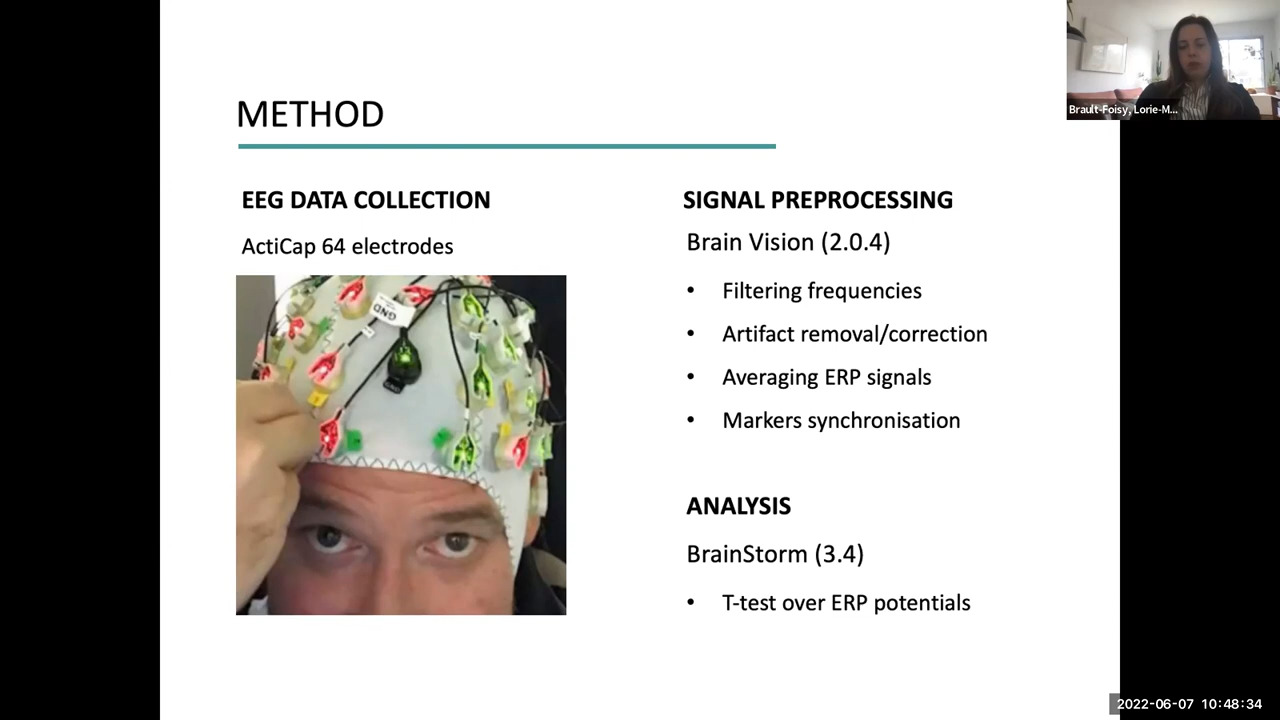 METHOD
EEG DATA COLLECTION
ActiCap 64 electrodes
GND
GND
SIGNAL PREPROCESSING
Brain Vision (2.0.4)
• Filtering frequencies
• Artifact removal/correction
• Averaging ERP signals
• Markers synchronisation
ANALYSIS
BrainStorm (3.4)
• T-test over ERP potentials
Brault-Foisy, Lorie-M...
2022-06-07 10:48:34